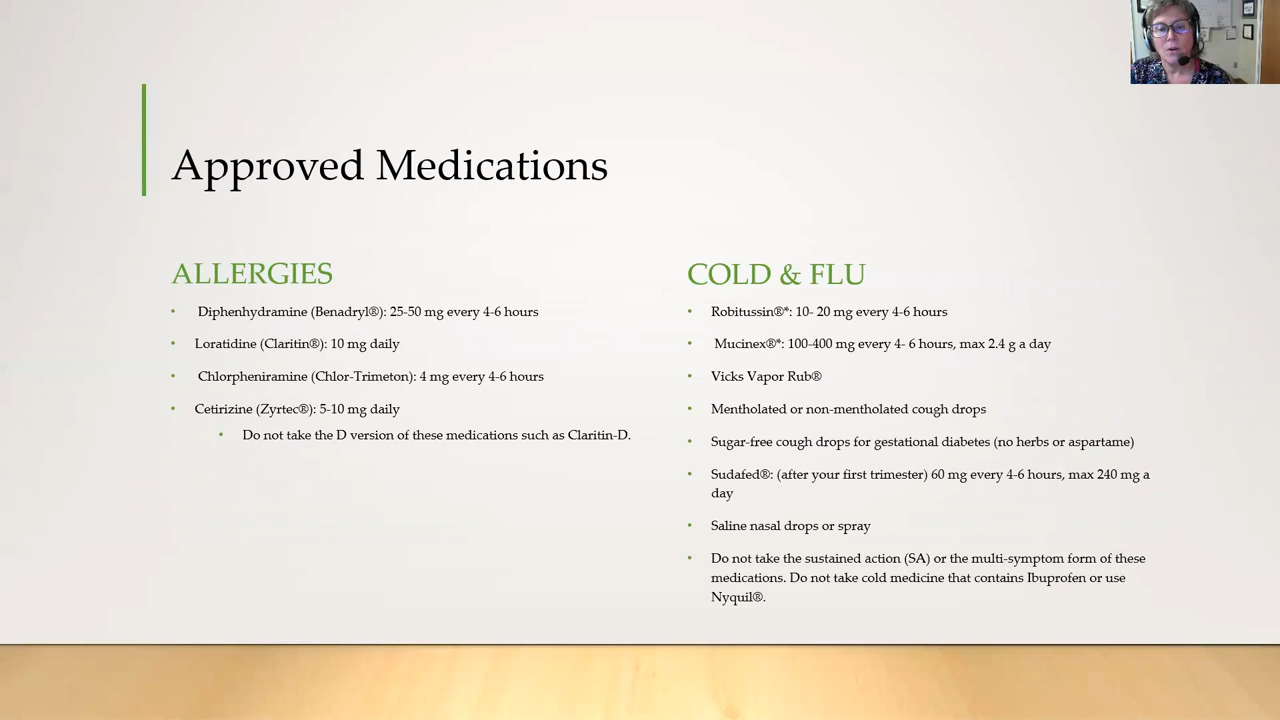 Approved Medications
ALLERGIES
• Diphenhydramine (Benadryl®): 25-50 mg every 4-6 hours
• Loratidine (Claritin®): 10 mg daily
• Chlorpheniramine (Chlor-Trimeton): 4 mg every 4-6 hours
• Cetirizine (Zyrtec®): 5-10 mg daily
• Do not take the D version of these medications such as Claritin-D.
COLD & FLU
• Robitussin®*: 10- 20 mg every 4-6 hours
• Mucinex®*: 100-400 mg every 4- 6 hours, max 2.4 g a day
• Vicks Vapor Rub®
• Mentholated or non-mentholated cough drops
• Sugar-free cough drops for gestational diabetes (no herbs or aspartame)
• Sudafed®: (after your first trimester) 60 mg every 4-6 hours, max 240 mg a
day
• Saline nasal drops or spray
• Do not take the sustained action (SA) or the multi-symptom form of these
medications. Do not take cold medicine that contains Ibuprofen or use
Nyquil®.